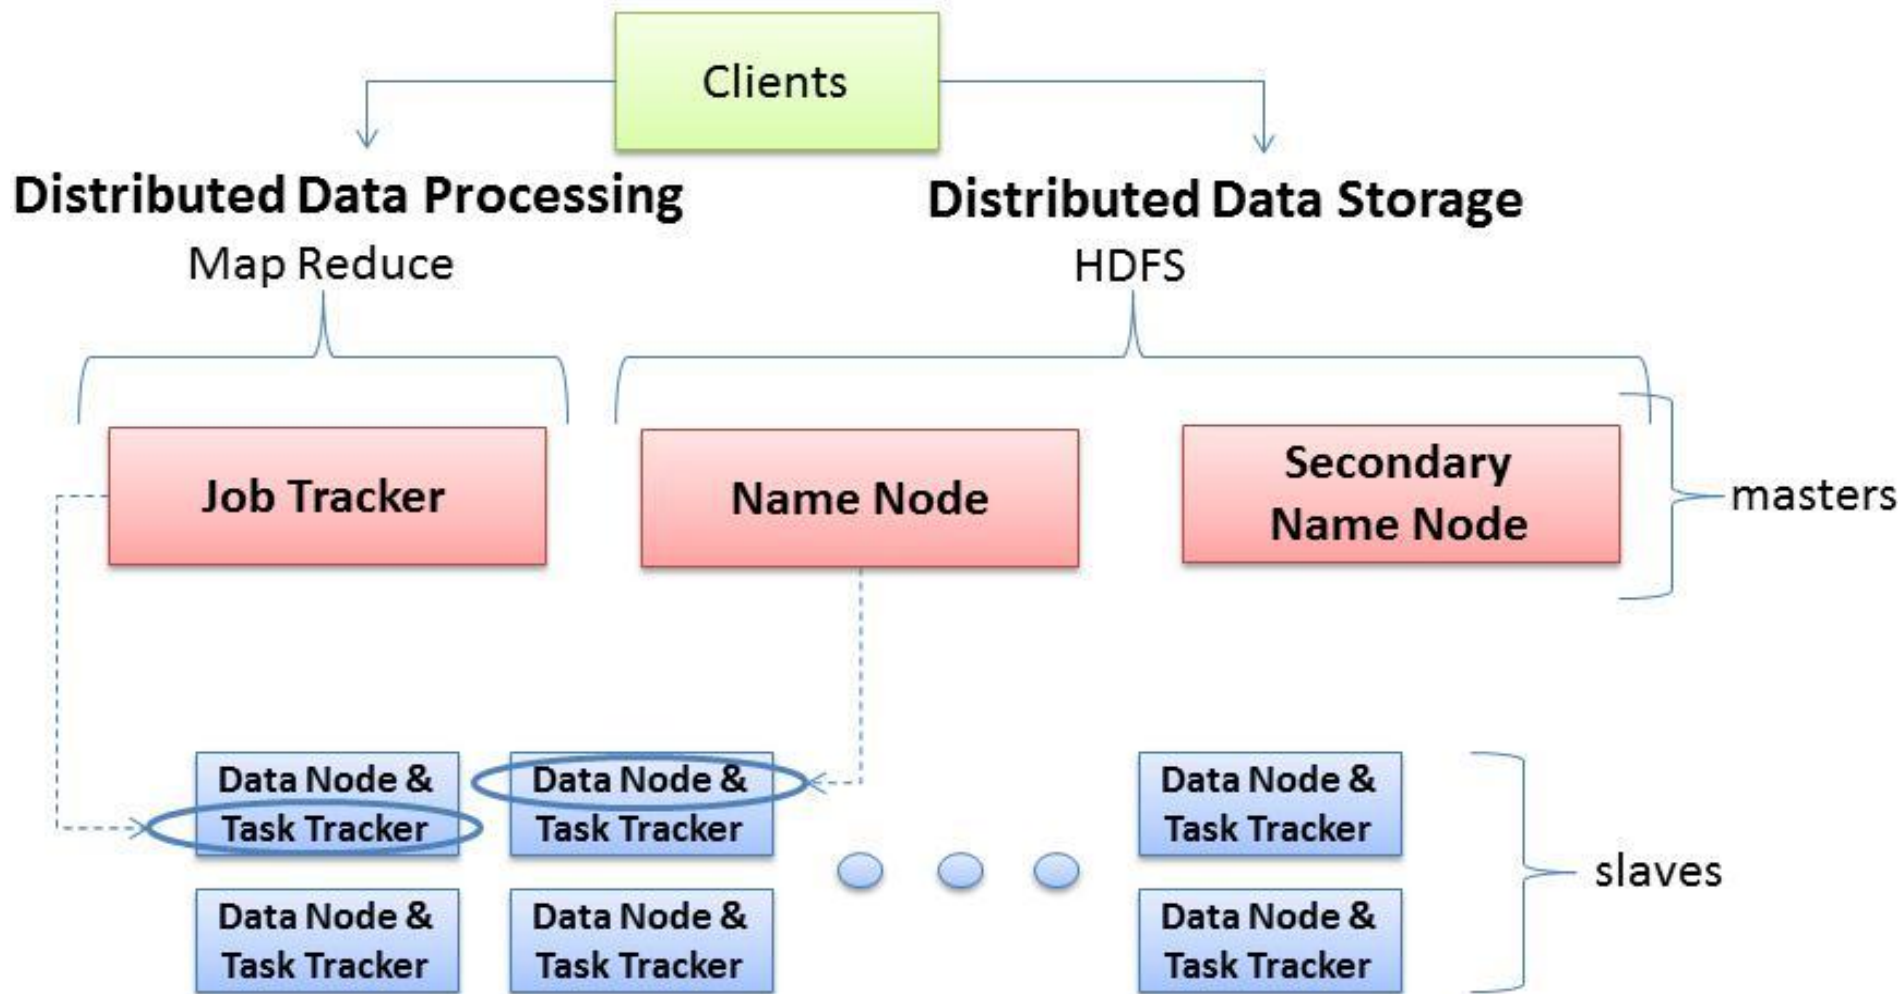 Clients
Distributed Data Processing
Distributed Data Storage
Map Reduce
HDFS
Job Tracker
Name Node
Secondary
Name Node
masters
Data Node &
Task Tracker
Data Node &
Task Tracker
Data Node &
Task Tracker
slaves
Data Node &
Task Tracker
Data Node &
Task Tracker
Data Node &
Task Tracker